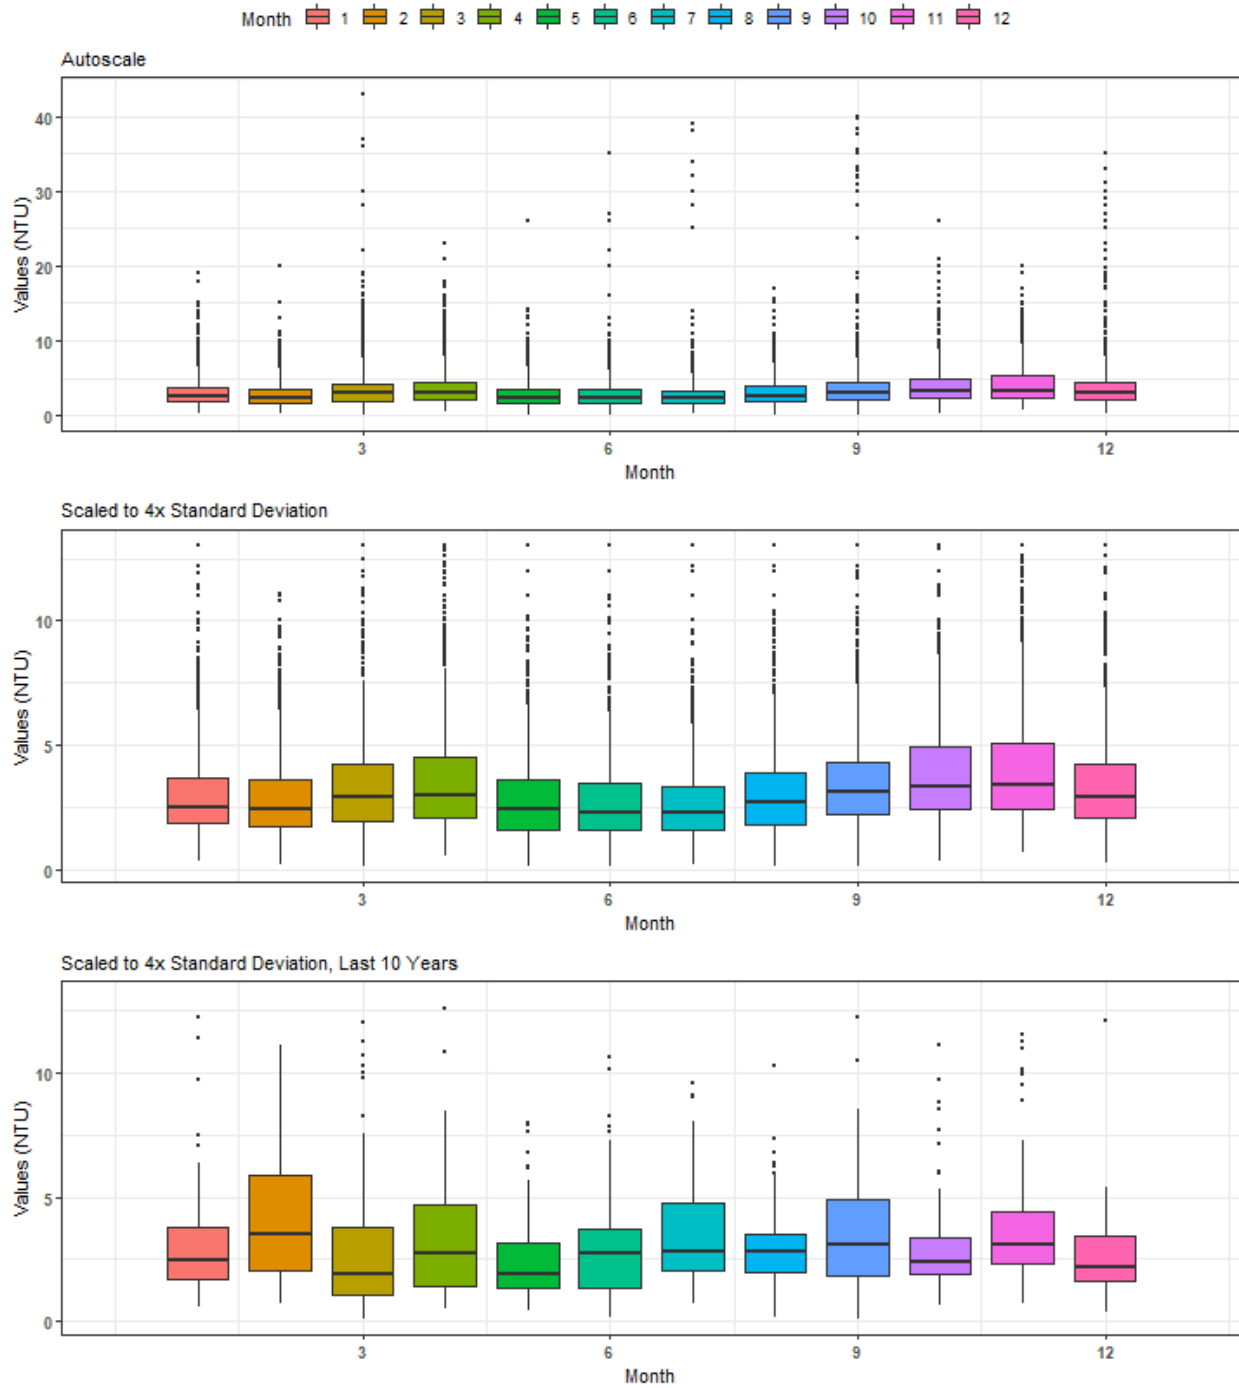 Month 1 2 3 4 5 6 7 8 9 10 11 12
Autoscale
Values (NTU)
40
30
20
10
0
3 6 9 12
Month
Scaled to 4x Standard Deviation
Values (NTU)
10
5
0
3 6 9 12
Month
Scaled to 4x Standard Deviation, Last 10 Years
Values (NTU)
10
5
0
3 6 9 12
Month